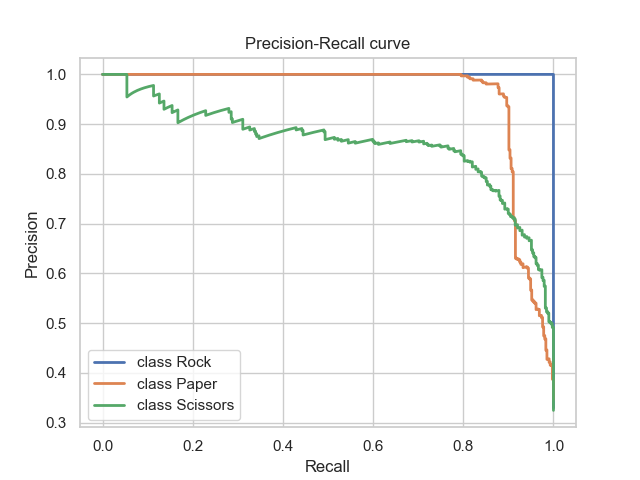 Precision-Recall curve
Precision
1.0
0.9
0.8
0.7
0.6
0.5
0.4
0.3
class Rock
class Paper
class Scissors
0.0 0.2 0.4 0.6 0.8 1.0
Recall